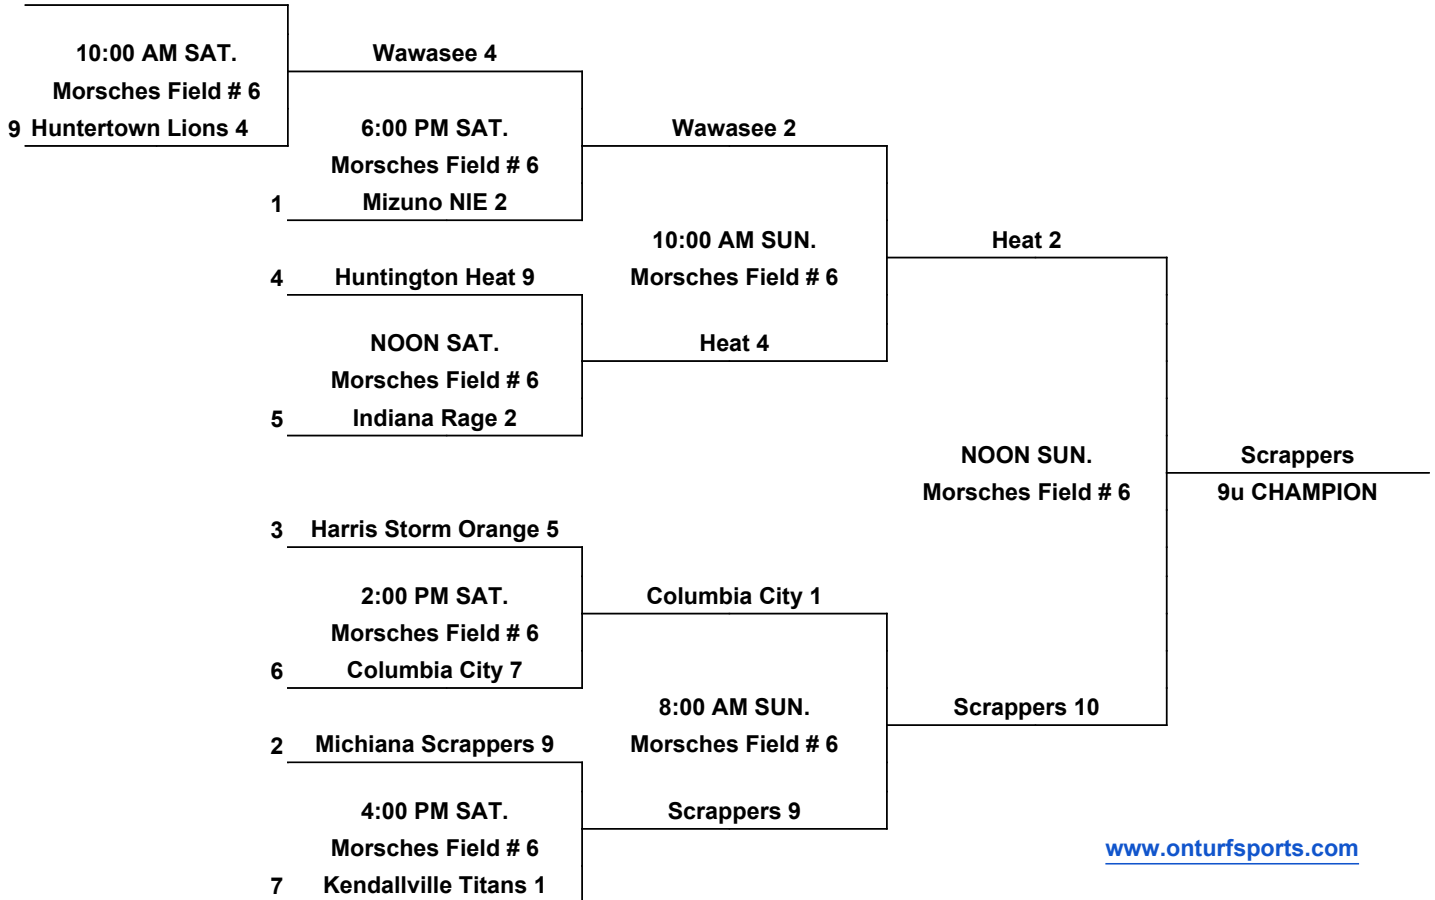 10:00 AM SAT.
Morsches Field # 6
9 Huntertown Lions 4
Wawasee 4
6:00 PM SAT.
Morsches Field # 6
1 Mizuno NIE 2
Wawasee 2
10:00 AM SUN.
Morsches Field # 6
4 Huntington Heat 9
NOON SAT.
Morsches Field # 6
5 Indiana Rage 2
Heat 4
Heat 2
NOON SUN.
Morsches Field # 6
Scrappers
9u CHAMPION
3 Harris Storm Orange 5
2:00 PM SAT.
Morsches Field # 6
6 Columbia City 7
Columbia City 1
8:00 AM SUN.
Morsches Field # 6
Scrappers 10
2 Michiana Scrappers 9
4:00 PM SAT.
Morsches Field # 6
7 Kendallville Titans 1
Scrappers 9
www.onturfsports.com